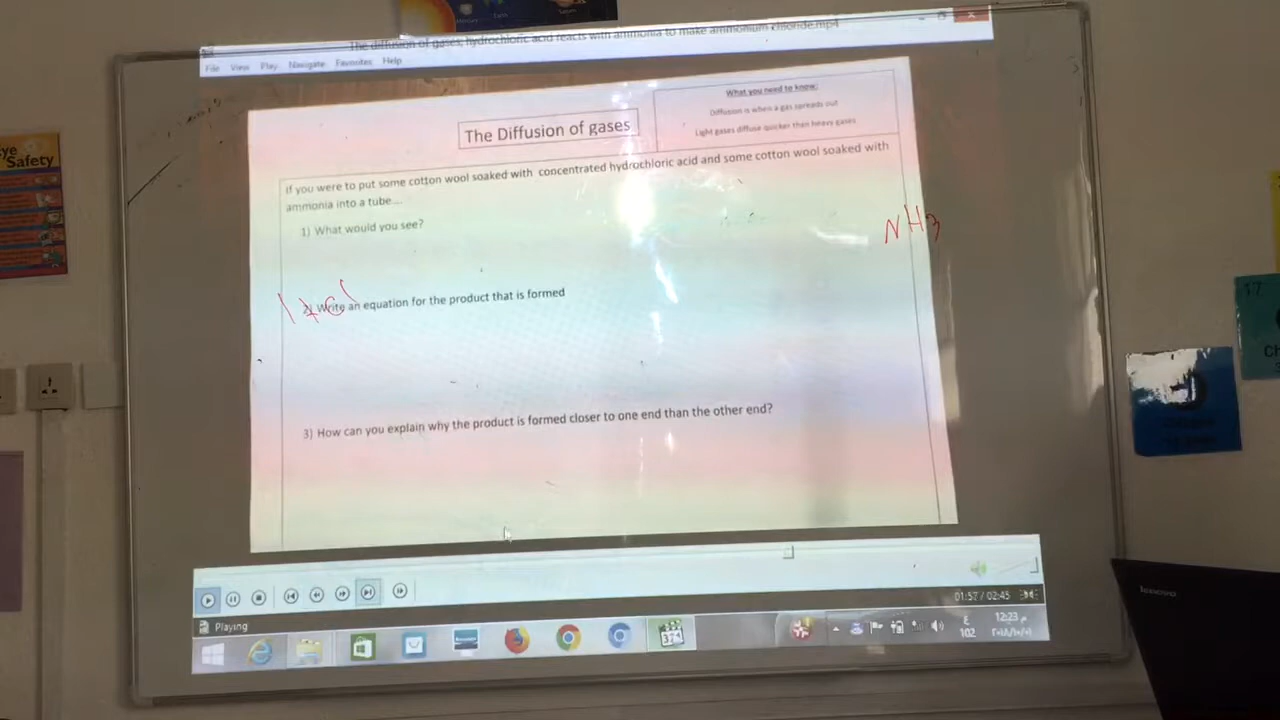 The diffusion of gases, hydrochloric acid reacts with ammonia to make ammonium chloride.mp4
File View Play Navigate Favorites Help
What you need to know:
Diffusion is when a gas spreads out
Light gases diffuse quicker than heavy gases
The Diffusion of gases
If you were to put some cotton wool soaked with concentrated hydrochloric acid and some cotton wool soaked with
ammonia into a tube...
1) What would you see?
NH3
HCl
2) Write an equation for the product that is formed
3) How can you explain why the product is formed closer to one end than the other end?
01:57 / 02:45
Playing
12:23 م
ع
102
Eye
Safety
lenovo
17